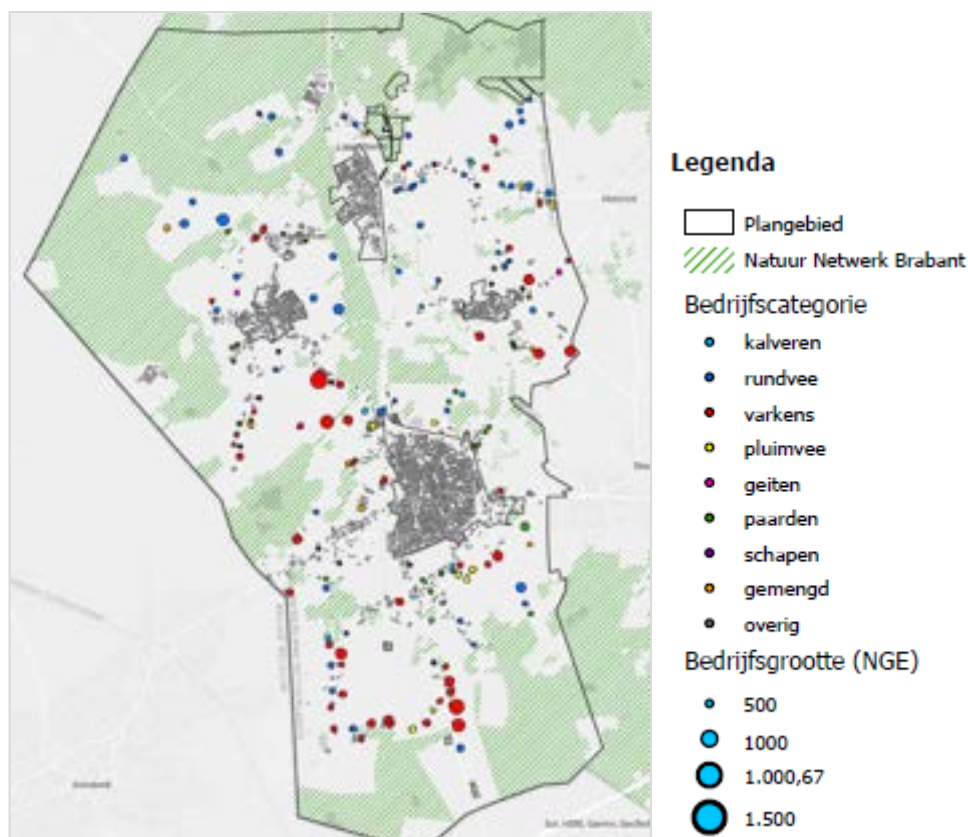 Legenda
Plangebied
Natuur Netwerk Brabant
Bedrijfscategorie
kalveren
rundvee
varkens
pluimvee
geiten
paarden
schapen
gemengd
overig
Bedrijfsgrootte (NGE)
500
1000
1.000,67
1.500